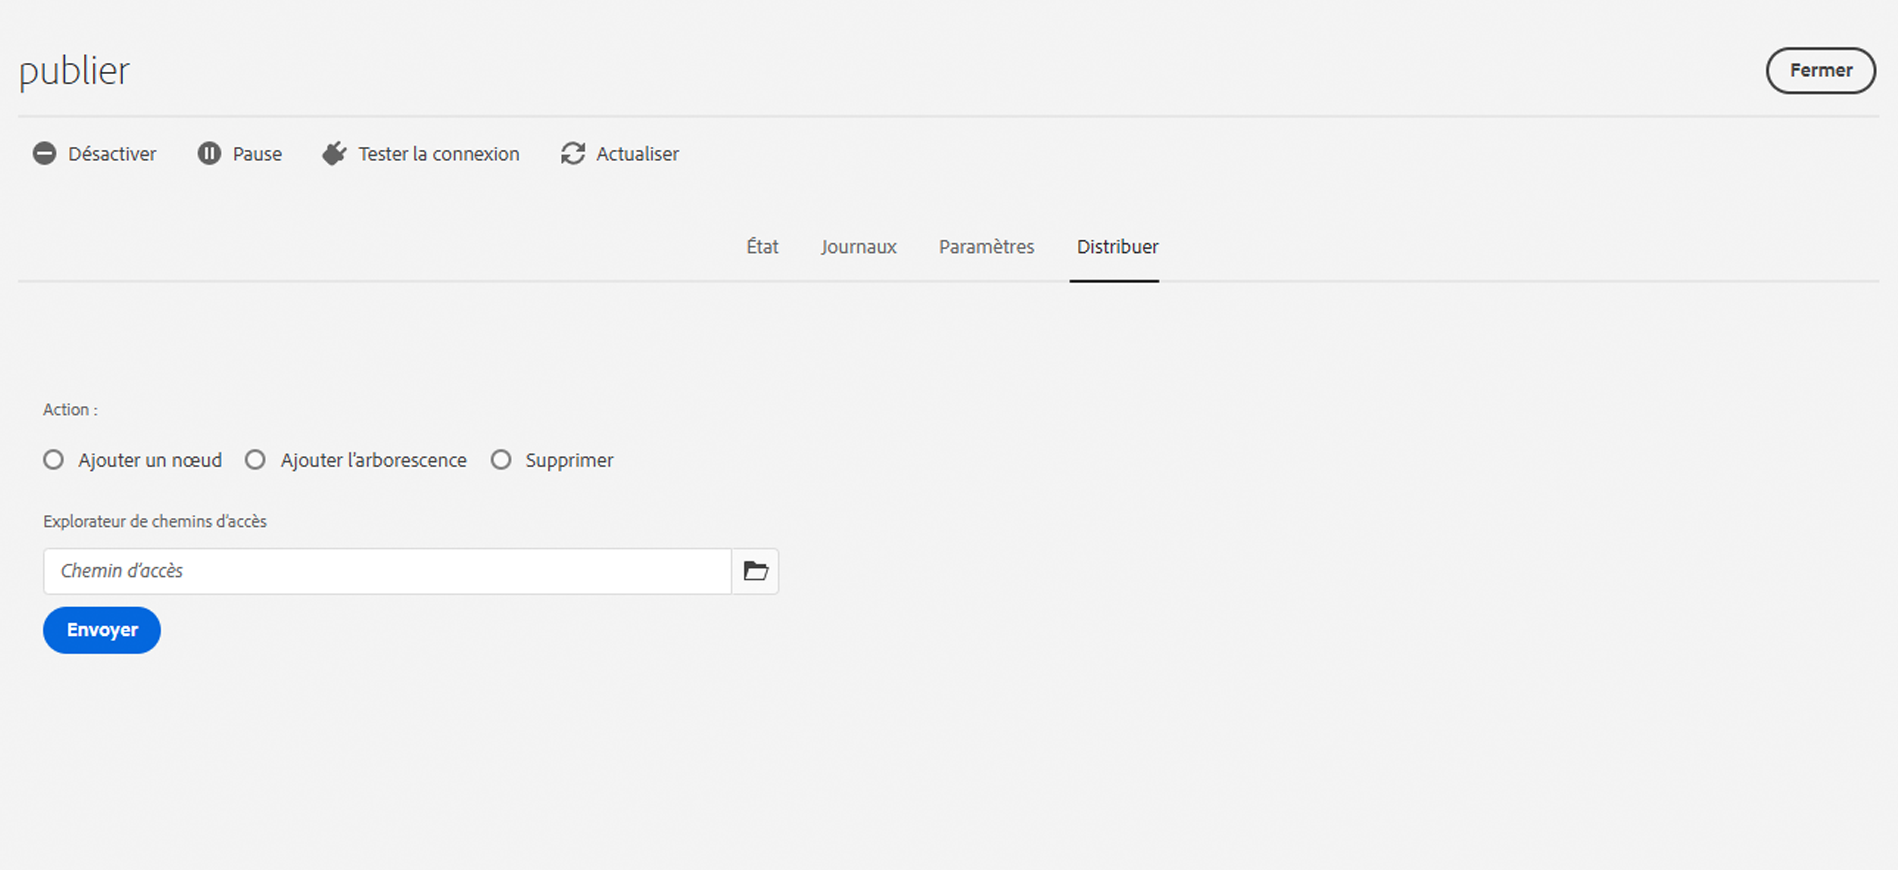 publier
Fermer
Désactiver Pause Tester la connexion Actualiser
État Journaux Paramètres Distribuer
Action :
Ajouter un nœud Ajouter l’arborescence Supprimer
Explorateur de chemins d’accès
Chemin d’accès
Envoyer